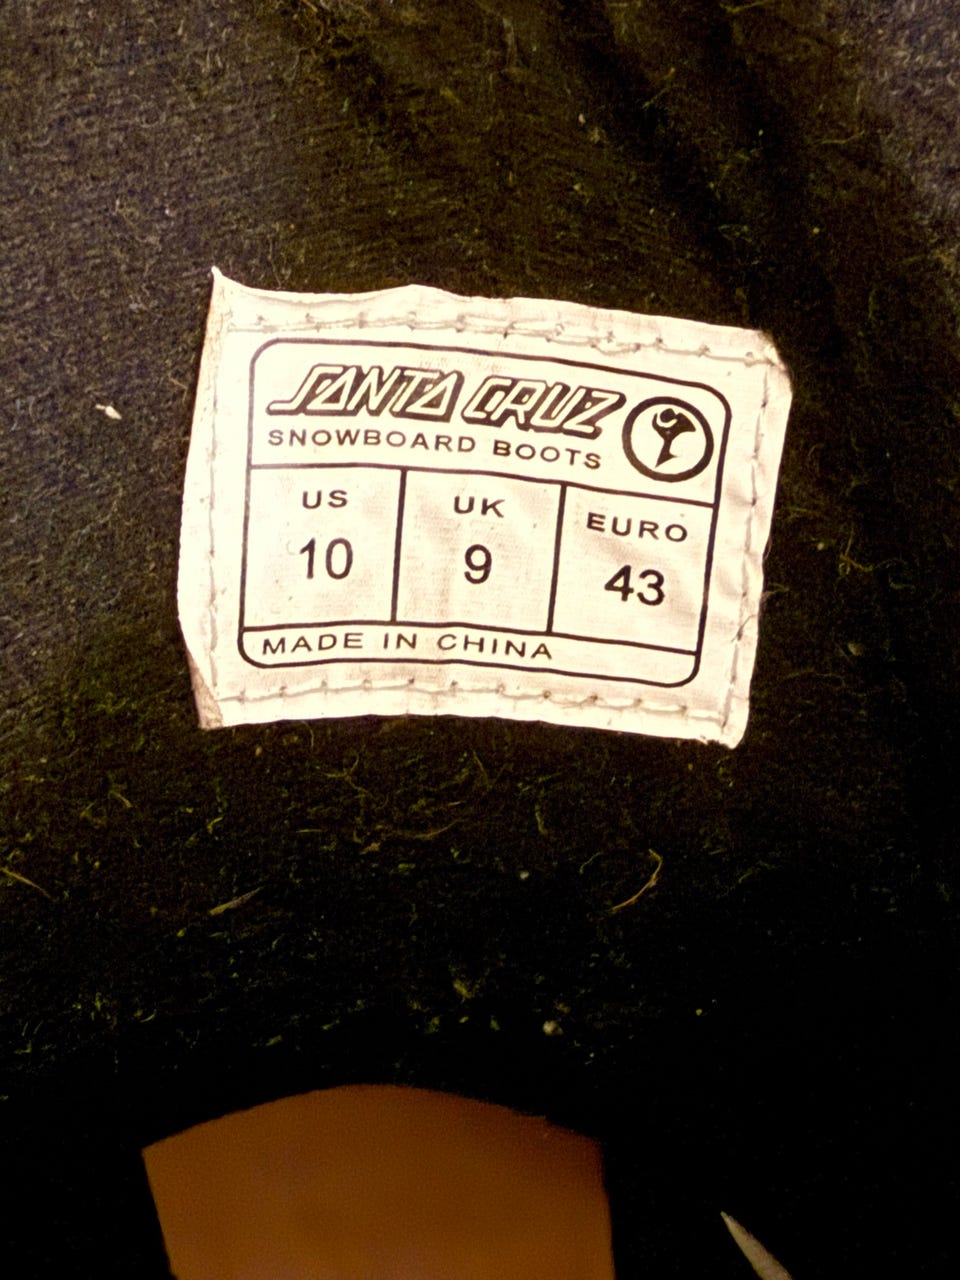 SANTA CRUZ
SNOWBOARD BOOTS
US UK EURO
10 9 43
MADE IN CHINA